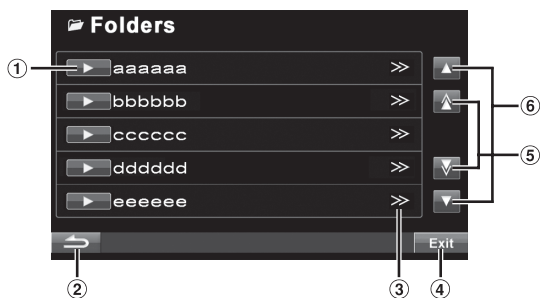 Folders
① aaaaaa >>
bbbbbb >>
cccccc >>
dddddd >>
eeeeee >>
⑥
⑤
Exit
② ③ ④